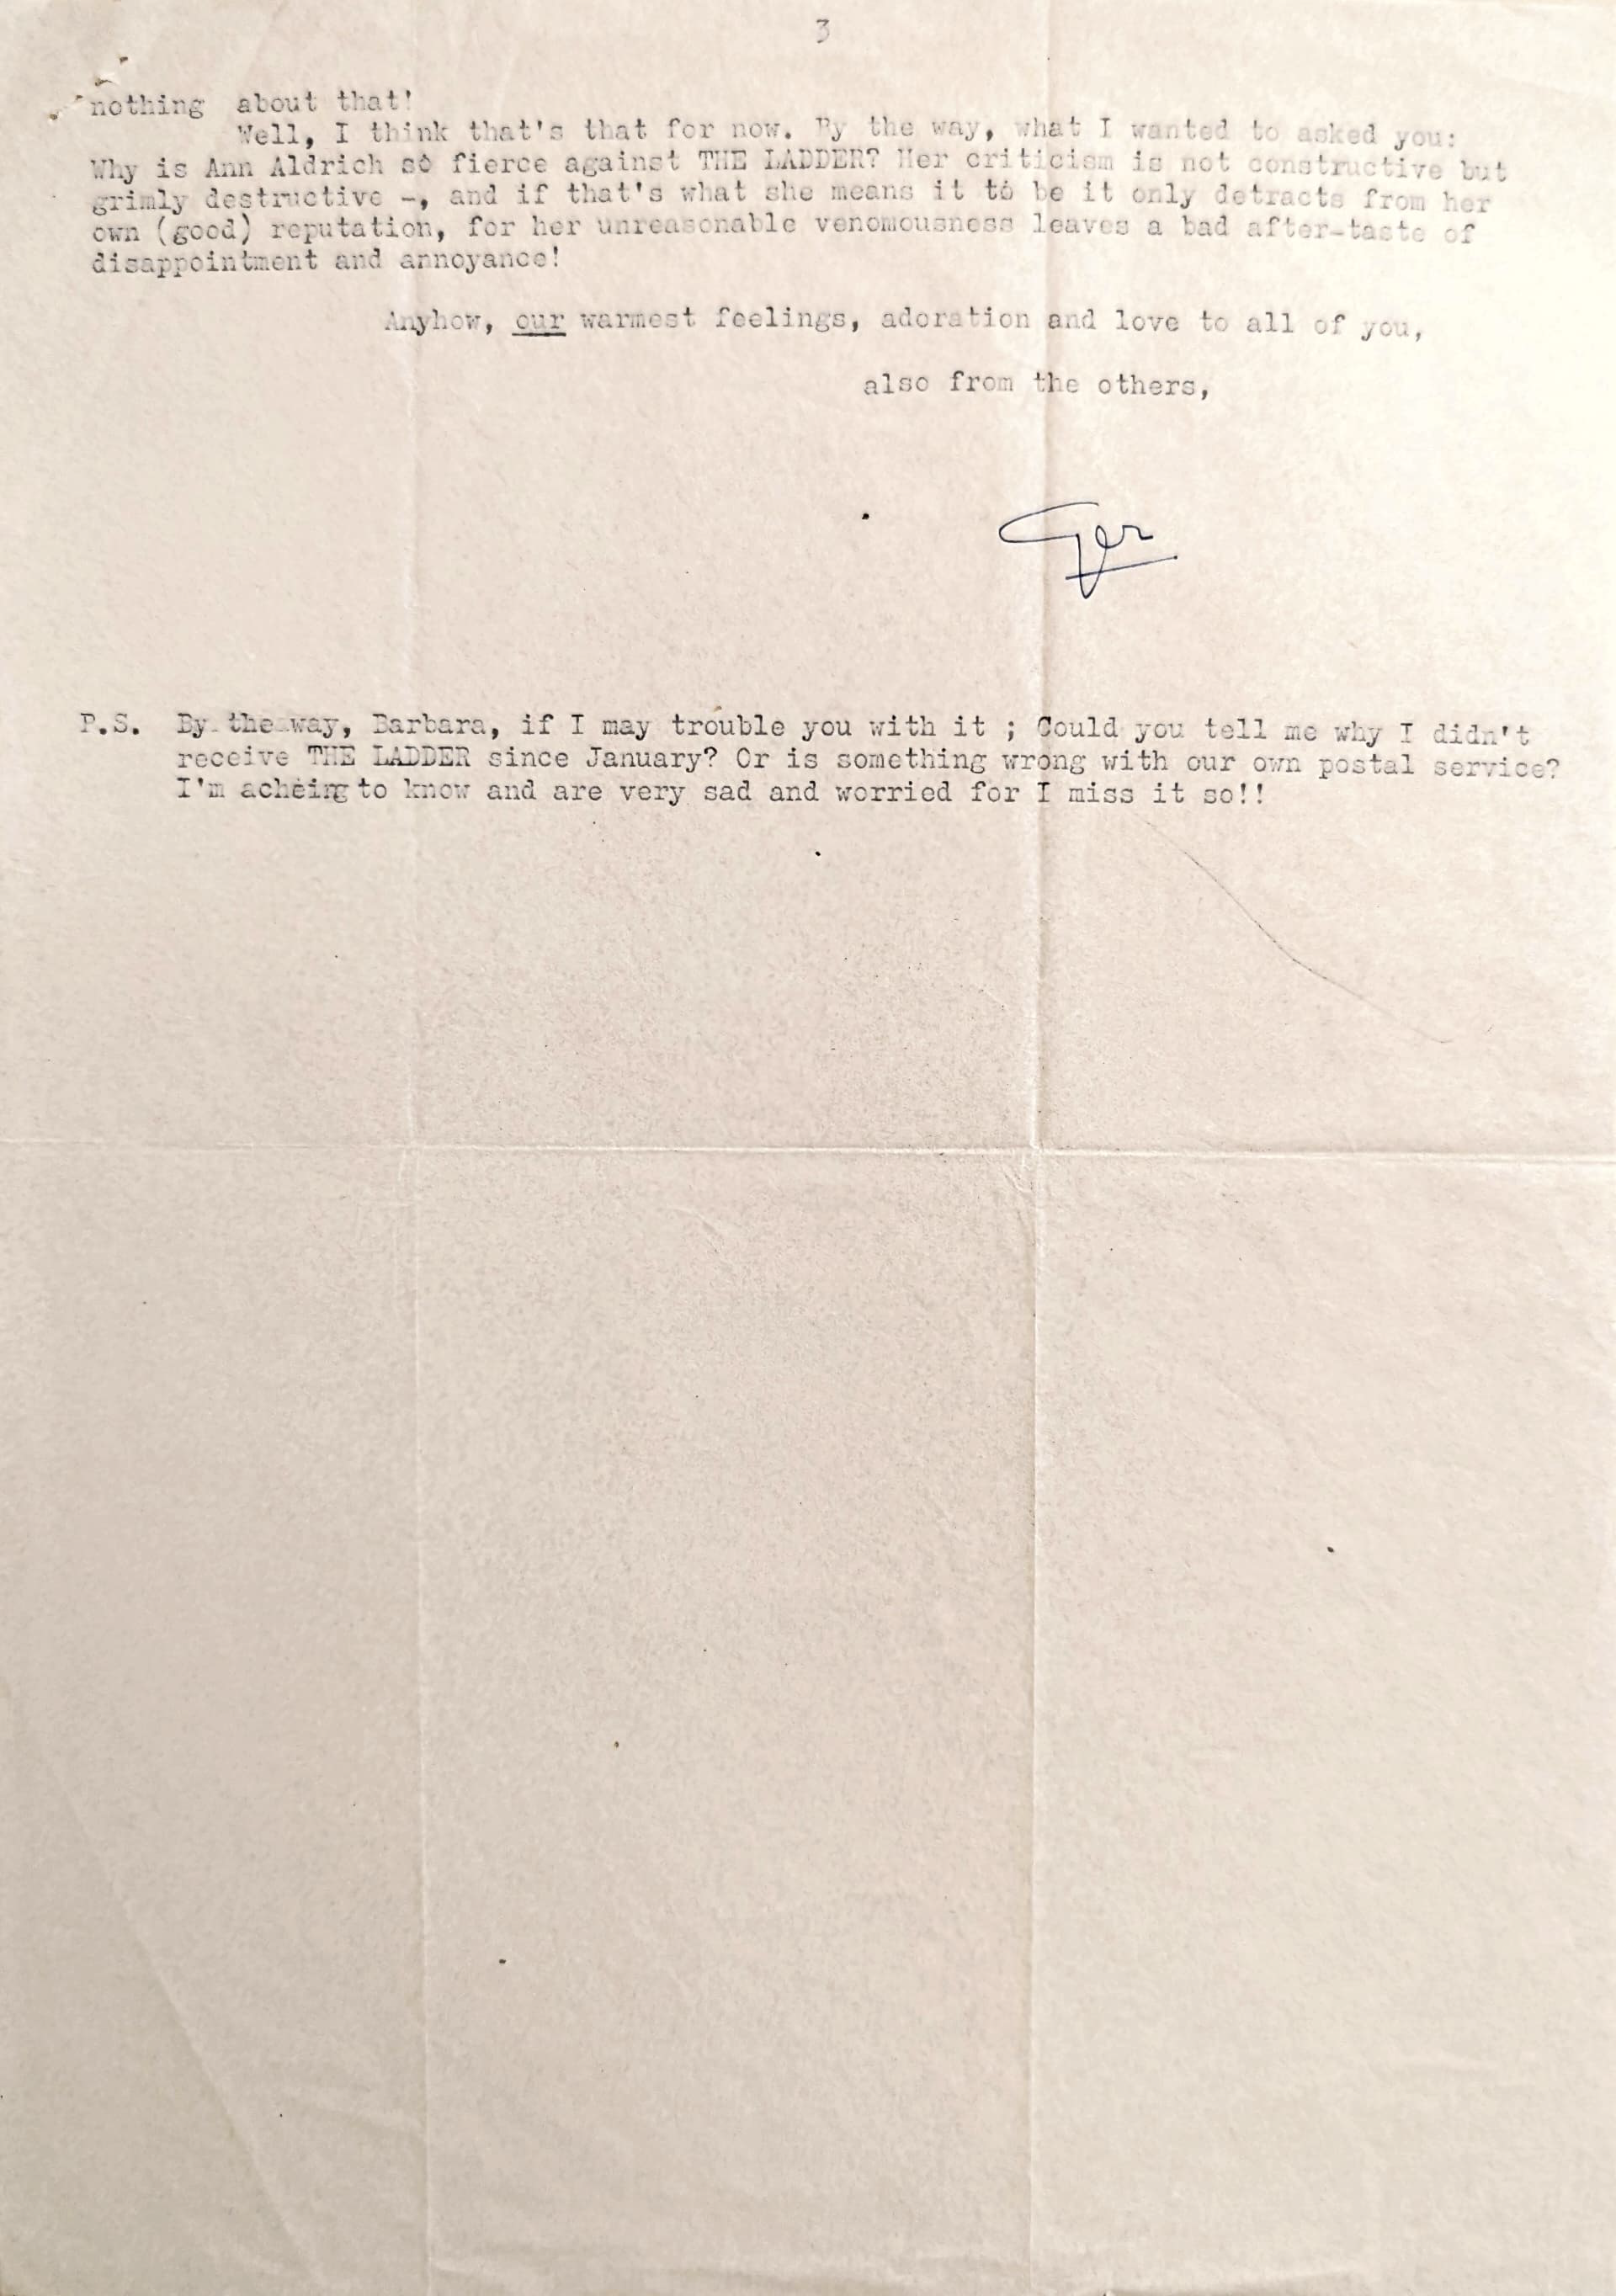 3
nothing about that!
Well, I think that's that for now. By the way, what I wanted to asked you:
Why is Ann Aldrich so fierce against THE LADDER? Her criticism is not constructive but
grimly destructive -, and if that's what she means it to be it only detracts from her
own (good) reputation, for her unreasonable venomousness leaves a bad after-taste of
disappointment and annoyance!
Anyhow, our warmest feelings, adoration and love to all of you,
also from the others,
Ger
P.S. By the way, Barbara, if I may trouble you with it ; Could you tell me why I didn't
receive THE LADDER since January? Or is something wrong with our own postal service?
I'm acheing to know and are very sad and worried for I miss it so!!